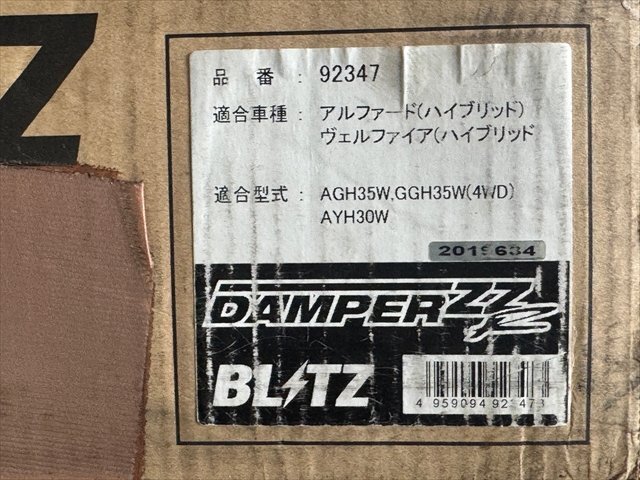 Z
品 番 : 92347
適合車種 : アルファード(ハイブリッド)
ヴェルファイア(ハイブリッド
適合型式 : AGH35W,GGH35W(4WD)
AYH30W
DAMPER ZZ-R
BLITZ